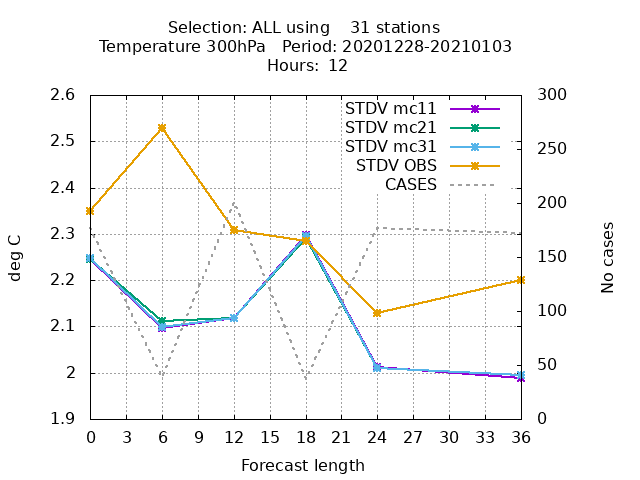 Selection: ALL using    31 stations
Temperature 300hPa   Period: 20201228-20210103
Hours:  12
2.6
2.5
2.4
2.3
2.2
2.1
2
1.9
deg C
STDV mc11
STDV mc21
STDV mc31
STDV OBS
CASES
300
250
200
150
100
50
0
No cases
0 3 6 9 12 15 18 21 24 27 30 33 36
Forecast length